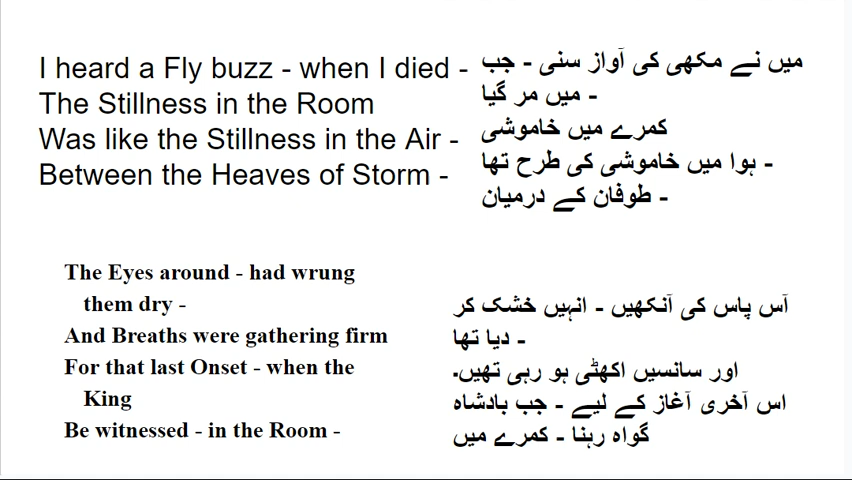 I heard a Fly buzz - when I died -
The Stillness in the Room
Was like the Stillness in the Air -
Between the Heaves of Storm -
میں نے مکھی کی آواز سنی - جب
میں مر گیا -
کمرے میں خاموشی
ہوا میں خاموشی کی طرح تھا -
طوفان کے درمیان -
The Eyes around - had wrung
them dry -
And Breaths were gathering firm
For that last Onset - when the
King
Be witnessed - in the Room -
آس پاس کی آنکھیں - انہیں خشک کر
دیا تھا -
اور سانسیں اکھٹی ہو رہی تھیں۔
اس آخری آغاز کے لیے - جب بادشاہ
گواہ رہنا - کمرے میں